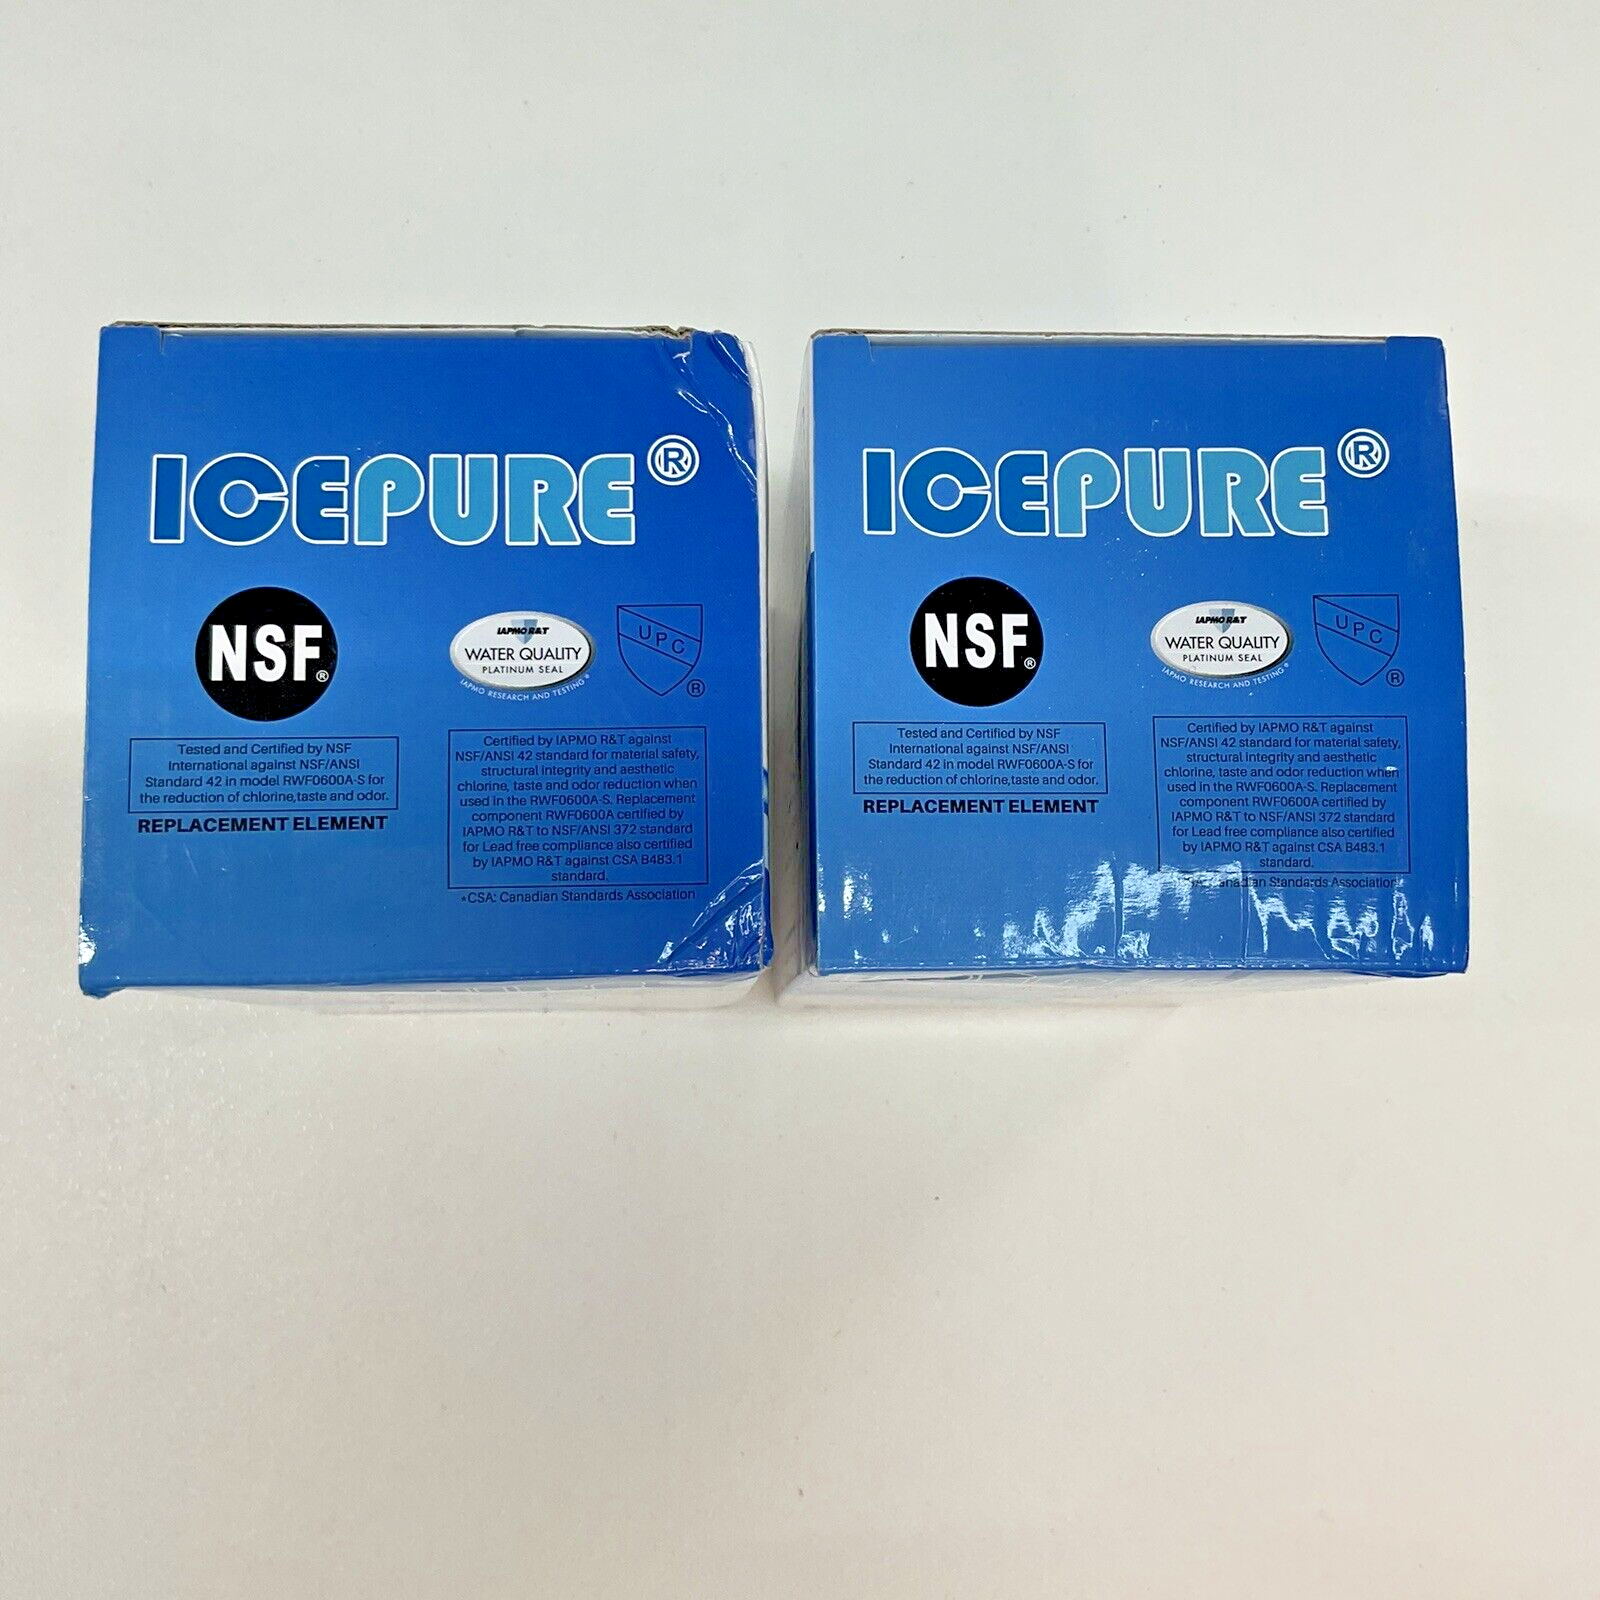 ICEPURE®
NSF®
IAPMO R&T
WATER QUALITY
PLATINUM SEAL
IAPMO RESEARCH AND TESTING®
UPC
®
Tested and Certified by NSF
International against NSF/ANSI
Standard 42 in model RWF0600A-S for
the reduction of chlorine,taste and odor.
REPLACEMENT ELEMENT
Certified by IAPMO R&T against
NSF/ANSI 42 standard for material safety,
structural integrity and aesthetic
chlorine, taste and odor reduction when
used in the RWF0600A-S. Replacement
component RWF0600A certified by
IAPMO R&T to NSF/ANSI 372 standard
for Lead free compliance also certified
by IAPMO R&T against CSA B483.1
standard.
*CSA: Canadian Standards Association
ICEPURE®
NSF®
IAPMO R&T
WATER QUALITY
PLATINUM SEAL
IAPMO RESEARCH AND TESTING®
UPC
®
Tested and Certified by NSF
International against NSF/ANSI
Standard 42 in model RWF0600A-S for
the reduction of chlorine,taste and odor.
REPLACEMENT ELEMENT
Certified by IAPMO R&T against
NSF/ANSI 42 standard for material safety,
structural integrity and aesthetic
chlorine, taste and odor reduction when
used in the RWF0600A-S. Replacement
component RWF0600A certified by
IAPMO R&T to NSF/ANSI 372 standard
for Lead free compliance also certified
by IAPMO R&T against CSA B483.1
standard.
Canadian Standards Association